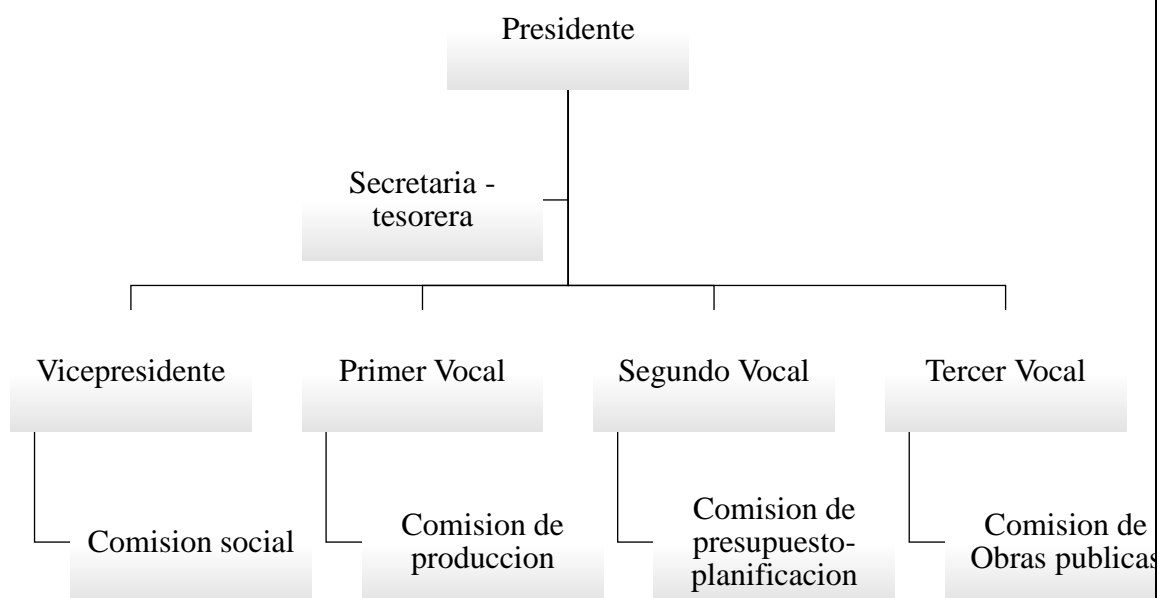 Presidente
Secretaria -
tesorera
Vicepresidente
Primer Vocal
Segundo Vocal
Tercer Vocal
Comision social
Comision de
produccion
Comision de
presupuesto-
planificacion
Comision de
Obras publicas